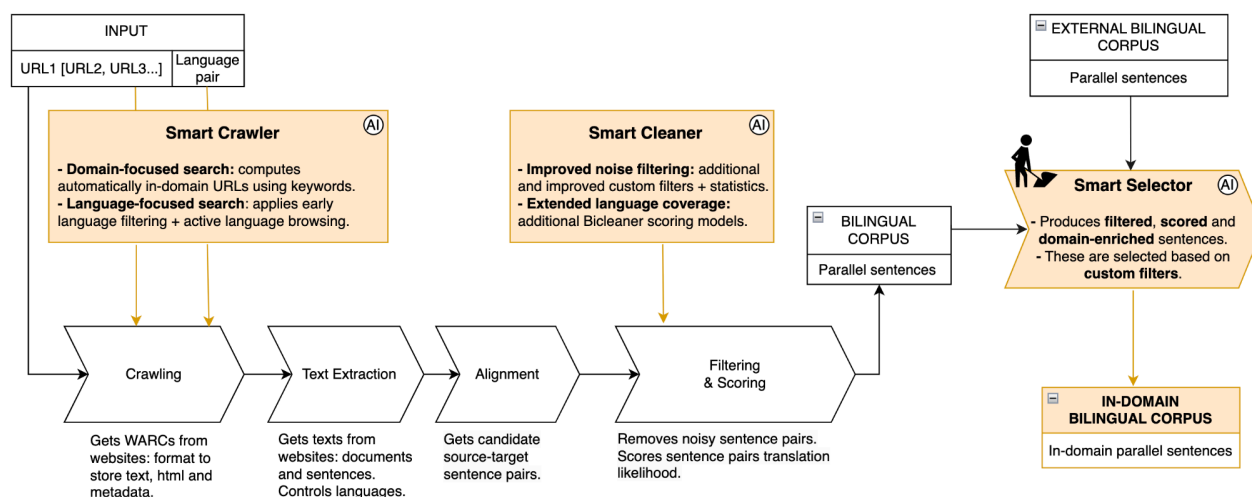 INPUT
URL1 [URL2, URL3...]
Language
pair
AI
Smart Crawler
- Domain-focused search: computes
automatically in-domain URLs using keywords.
- Language-focused search: applies early
language filtering + active language browsing.
AI
Smart Cleaner
- Improved noise filtering: additional
and improved custom filters + statistics.
- Extended language coverage:
additional Bicleaner scoring models.
EXTERNAL BILINGUAL
CORPUS
Parallel sentences
AI
Smart Selector
- Produces filtered, scored and
domain-enriched sentences.
- These are selected based on
custom filters.
BILINGUAL
CORPUS
Parallel sentences
Crawling
Text Extraction
Alignment
Filtering
& Scoring
Gets WARCs from
websites: format to
store text, html and
metadata.
Gets texts from
websites: documents
and sentences.
Controls languages.
Gets candidate
source-target
sentence pairs.
Removes noisy sentence pairs.
Scores sentence pairs translation
likelihood.
IN-DOMAIN
BILINGUAL CORPUS
In-domain parallel sentences